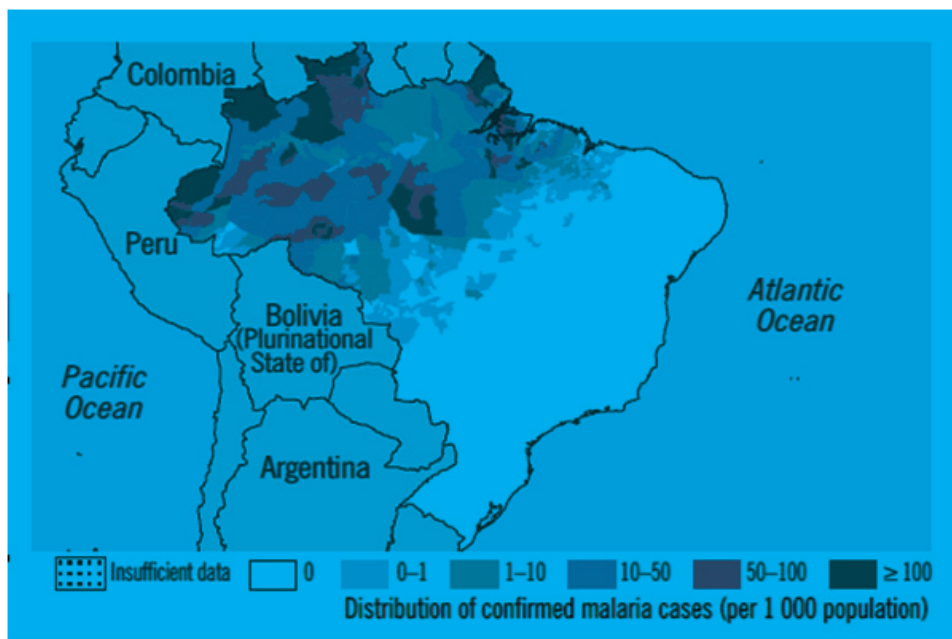 Colombia
Peru
Bolivia
(Plurinational
State of)
Atlantic
Ocean
Pacific
Ocean
Argentina
Insufficient data 0 0–1 1–10 10–50 50–100 ≥ 100
Distribution of confirmed malaria cases (per 1 000 population)